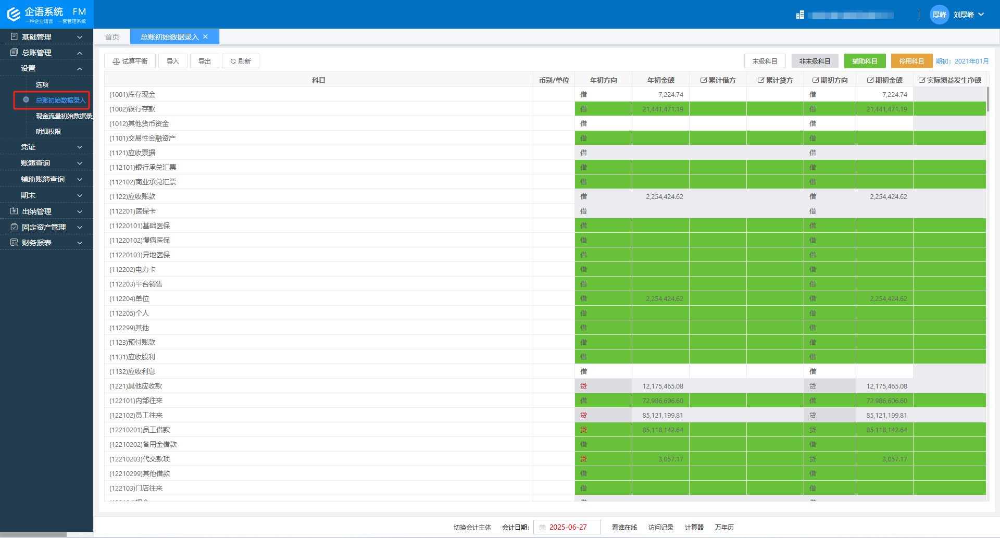 企语系统 FM
一种企业语言 一套管理系统
厚峰 刘厚峰
基础管理
总账管理
设置
选项
总账初始数据录入
现金流量初始数据录
明细权限
凭证
账簿查询
辅助账簿查询
期末
出纳管理
固定资产管理
财务报表
首页 总账初始数据录入
试算平衡 导入 导出 刷新
末级科目 非末级科目 辅助科目 停用科目 期初：2021年01月
科目 币别/单位 年初方向 年初金额 累计借方 累计贷方 期初方向 期初金额 实际损益发生净额
(1001)库存现金 借 7,224.74 借 7,224.74
(1002)银行存款 借 21,441,471.19 借 21,441,471.19
(1012)其他货币资金 借 借
(1101)交易性金融资产 借 借
(1121)应收票据 借 借
(112101)银行承兑汇票 借 借
(112102)商业承兑汇票 借 借
(1122)应收账款 借 2,254,424.62 借 2,254,424.62
(112201)医保卡 借 借
(11220101)基础医保 借 借
(11220102)慢病医保 借 借
(11220103)异地医保 借 借
(112202)电力卡 借 借
(112203)平台销售 借 借
(112204)单位 借 2,254,424.62 借 2,254,424.62
(112205)个人 借 借
(112299)其他 借 借
(1123)预付账款 借 借
(1131)应收股利 借 借
(1132)应收利息 借 借
(1221)其他应收款 贷 12,175,465.08 贷 12,175,465.08
(122101)内部往来 借 72,986,606.60 借 72,986,606.60
(122102)员工往来 贷 85,121,199.81 贷 85,121,199.81
(12210201)员工借款 贷 85,118,142.64 贷 85,118,142.64
(12210202)备用金借款 借 借
(12210203)代交款项 贷 3,057.17 贷 3,057.17
(12210299)其他借款 借 借
(122103)门店往来 借 借
切换会计主体 会计日期： 2025-06-27 看谁在线 访问记录 计算器 万年历